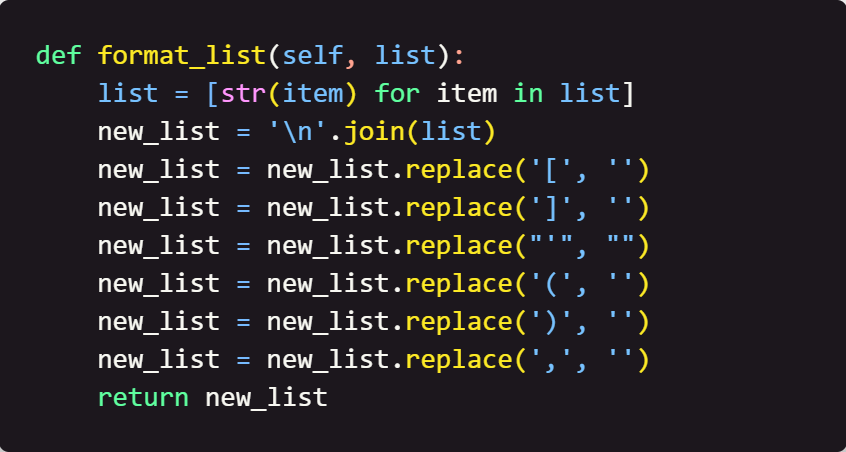 def format_list(self, list):
    list = [str(item) for item in list]
    new_list = '\n'.join(list)
    new_list = new_list.replace('[', '')
    new_list = new_list.replace(']', '')
    new_list = new_list.replace("'", "")
    new_list = new_list.replace('(', '')
    new_list = new_list.replace(')', '')
    new_list = new_list.replace(',', '')
    return new_list